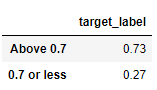 target_label
Above 0.7 0.73
0.7 or less 0.27